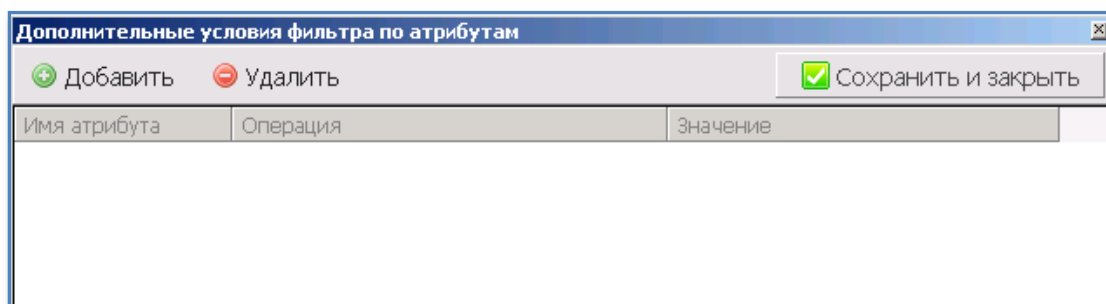 Дополнительные условия фильтра по атрибутам
Добавить Удалить Сохранить и закрыть
Имя атрибута Операция Значение